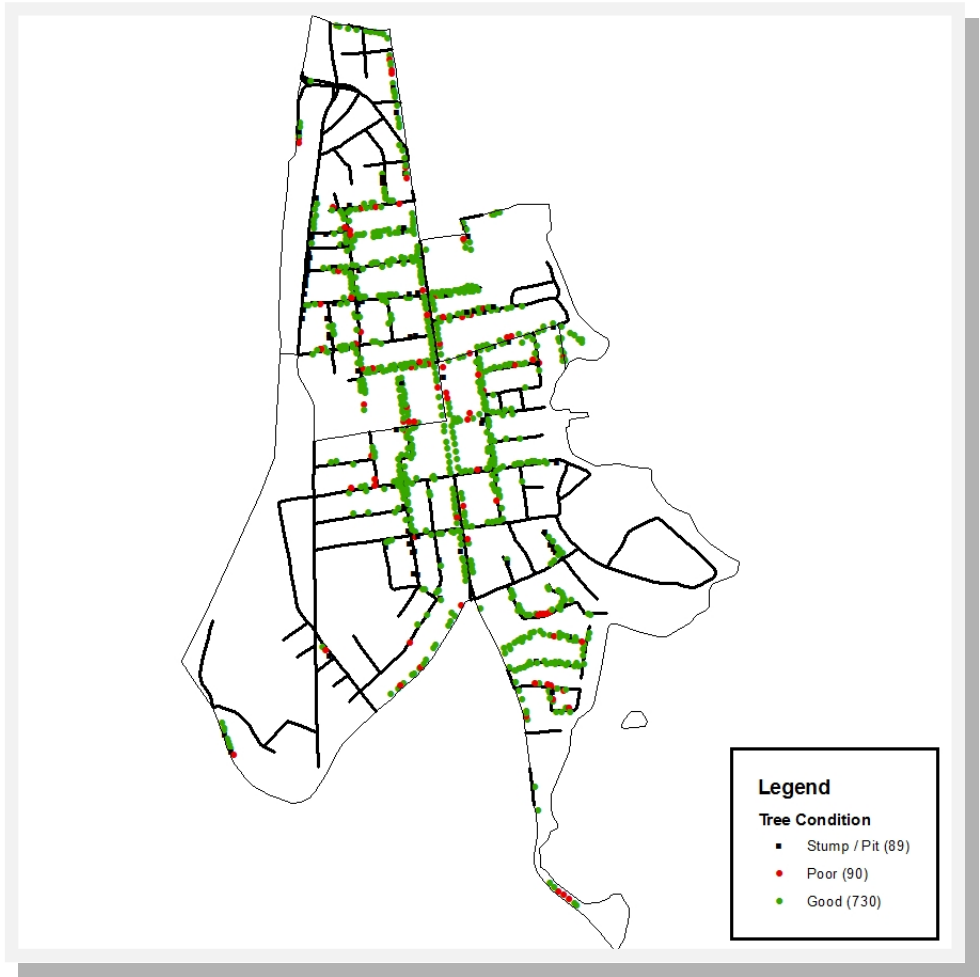 Legend
Tree Condition
Stump / Pit (89)
Poor (90)
Good (730)